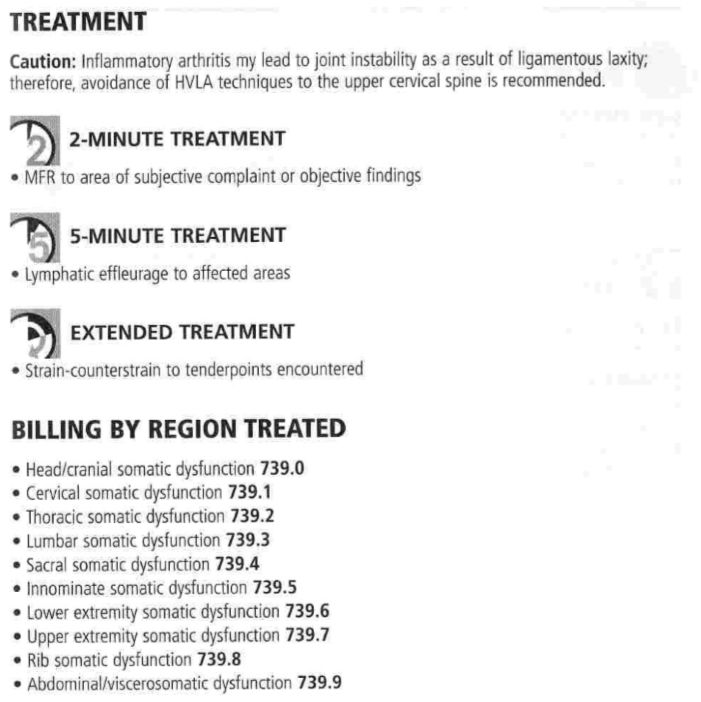 TREATMENT
Caution: Inflammatory arthritis my lead to joint instability as a result of ligamentous laxity;
therefore, avoidance of HVLA techniques to the upper cervical spine is recommended.
2 2-MINUTE TREATMENT
• MFR to area of subjective complaint or objective findings
5 5-MINUTE TREATMENT
• Lymphatic effleurage to affected areas
EXTENDED TREATMENT
• Strain-counterstrain to tenderpoints encountered
BILLING BY REGION TREATED
• Head/cranial somatic dysfunction 739.0
• Cervical somatic dysfunction 739.1
• Thoracic somatic dysfunction 739.2
• Lumbar somatic dysfunction 739.3
• Sacral somatic dysfunction 739.4
• Innominate somatic dysfunction 739.5
• Lower extremity somatic dysfunction 739.6
• Upper extremity somatic dysfunction 739.7
• Rib somatic dysfunction 739.8
• Abdominal/viscerosomatic dysfunction 739.9